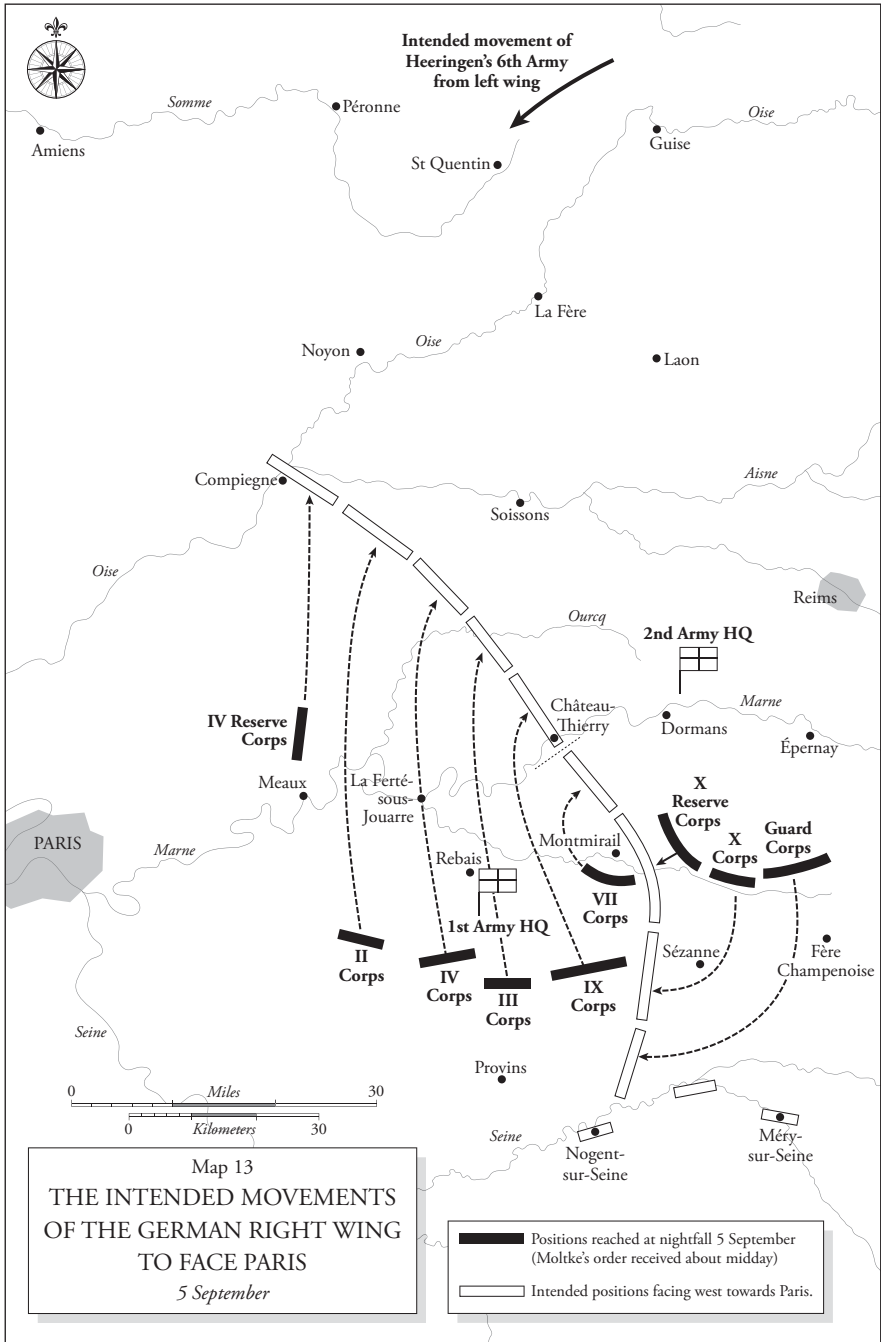 Intended movement of
Heeringen's 6th Army
from left wing
Somme
Péronne
Oise
Amiens
Guise
St Quentin
La Fère
Oise
Noyon
Laon
Compiegne
Aisne
Soissons
Oise
Reims
Ourcq
2nd Army HQ
Château-
Thierry
Marne
IV Reserve
Corps
Dormans
Épernay
Meaux
La Ferté-
sous-
Jouarre
X
Reserve
Corps
X
Corps
Guard
Corps
PARIS
Marne
Montmirail
Rebais
VII
Corps
1st Army HQ
II
Corps
IV
Corps
III
Corps
IX
Corps
Sézanne
Fère
Champenoise
Seine
Provins
0 Miles 30
0 Kilometers 30
Seine
Nogent-
sur-Seine
Méry-
sur-Seine
Map 13
THE INTENDED MOVEMENTS
OF THE GERMAN RIGHT WING
TO FACE PARIS
5 September
Positions reached at nightfall 5 September
(Moltke's order received about midday)
Intended positions facing west towards Paris.